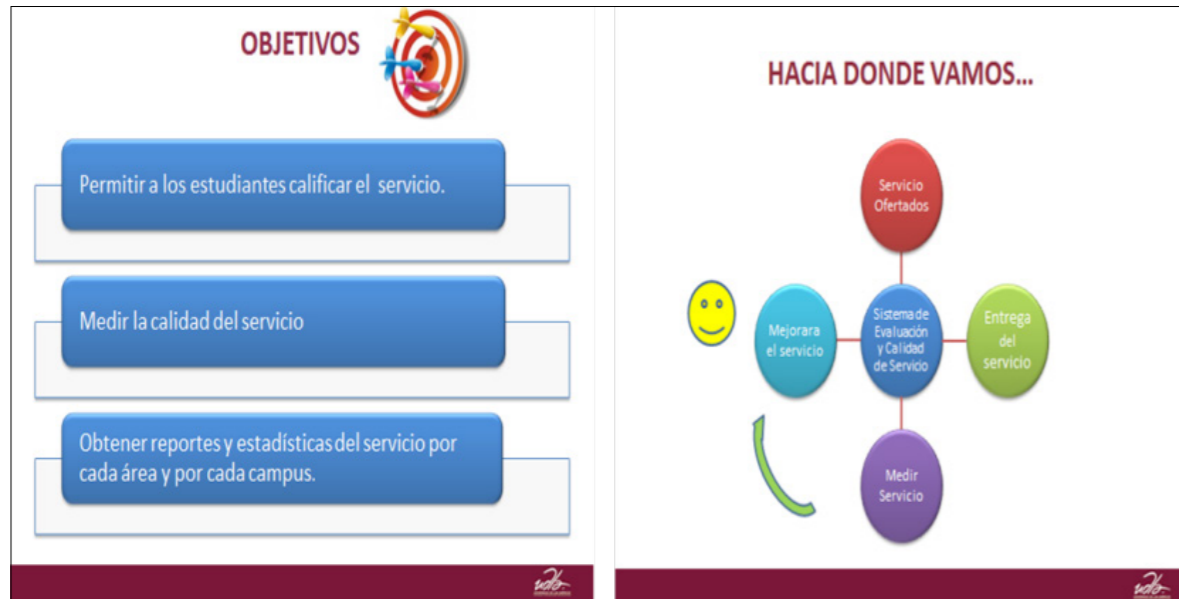 OBJETIVOS
Permitir a los estudiantes calificar el servicio.
Medir la calidad del servicio
Obtener reportes y estadísticas del servicio por
cada área y por cada campus.
HACIA DONDE VAMOS...
Servicio
Ofertados
Mejorara
el servicio
Sistema de
Evaluación
y Calidad
de Servicio
Entrega
del
servicio
Medir
Servicio
udla-
udla-